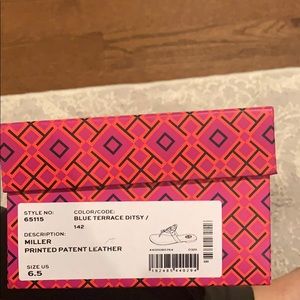 STYLE NO: COLOR/CODE:
65115 BLUE TERRACE DITSY /
142
DESCRIPTION:
MILLER
PRINTED PATENT LEATHER
SIZE US
6.5